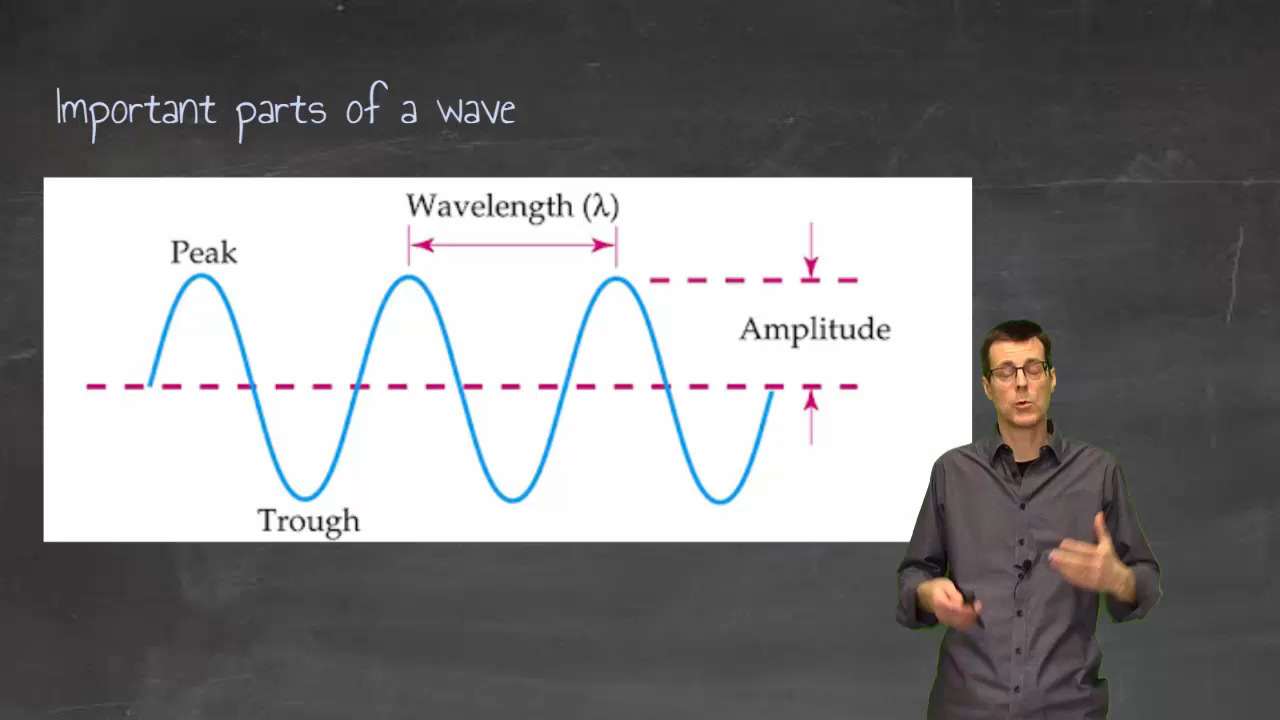 Important parts of a wave
Wavelength (λ)
Peak
Amplitude
Trough